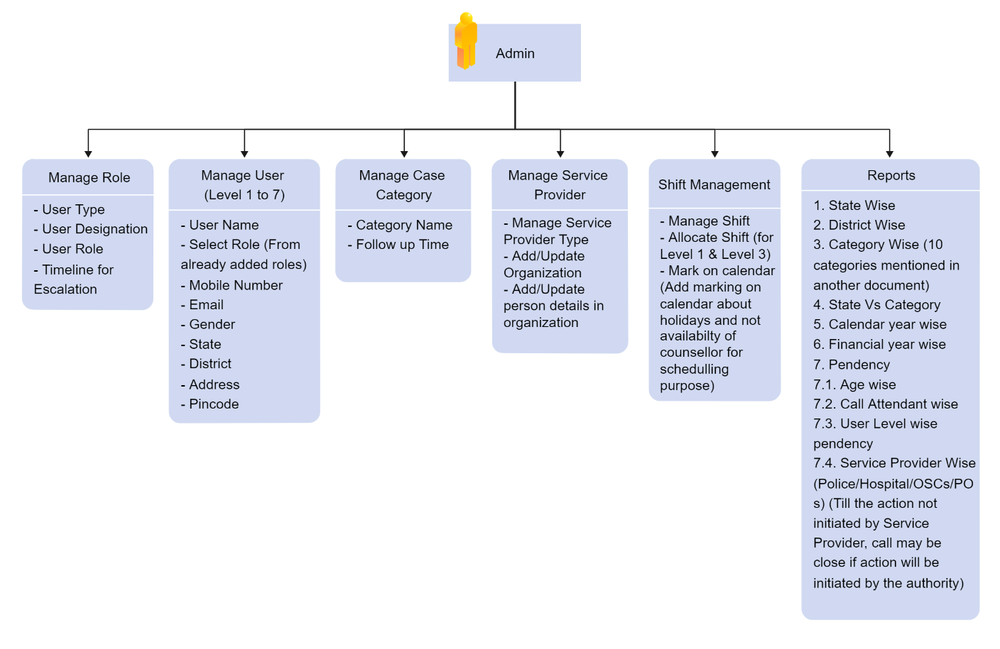 Admin
Manage Role
- User Type
- User Designation
- User Role
- Timeline for
Escalation
Manage User
(Level 1 to 7)
- User Name
- Select Role (From
already added roles)
- Mobile Number
- Email
- Gender
- State
- District
- Address
- Pincode
Manage Case
Category
- Category Name
- Follow up Time
Manage Service
Provider
- Manage Service
Provider Type
- Add/Update
Organization
- Add/Update
person details in
organization
Shift Management
- Manage Shift
- Allocate Shift (for
Level 1 & Level 3)
- Mark on calendar
(Add marking on
calendar about
holidays and not
availabilty of
counsellor for
schedulling
purpose)
Reports
1. State Wise
2. District Wise
3. Category Wise (10
categories mentioned in
another document)
4. State Vs Category
5. Calendar year wise
6. Financial year wise
7. Pendency
7.1. Age wise
7.2. Call Attendant wise
7.3. User Level wise
pendency
7.4. Service Provider Wise
(Police/Hospital/OSCs/PO
s) (Till the action not
initiated by Service
Provider, call may be
close if action will be
initiated by the authority)